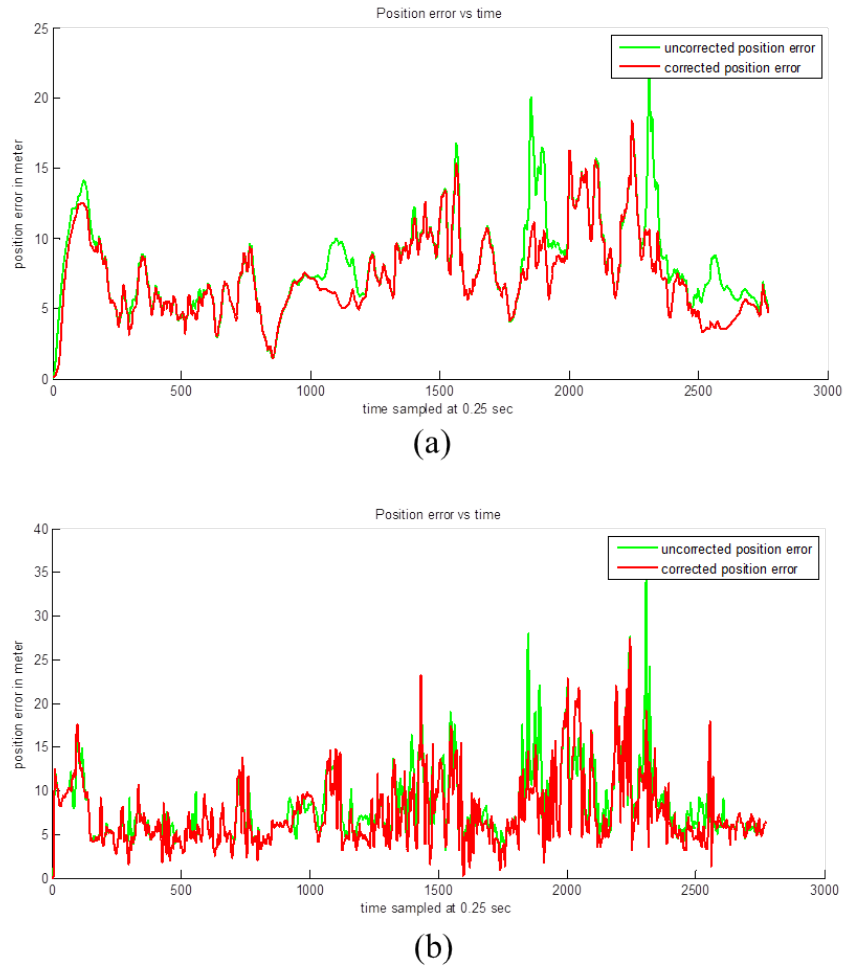 Position error vs time
25
20
15
10
5
0
position error in meter
uncorrected position error
corrected position error
0 500 1000 1500 2000 2500 3000
time sampled at 0.25 sec
(a)
Position error vs time
40
35
30
25
20
15
10
5
0
position error in meter
uncorrected position error
corrected position error
0 500 1000 1500 2000 2500 3000
time sampled at 0.25 sec
(b)